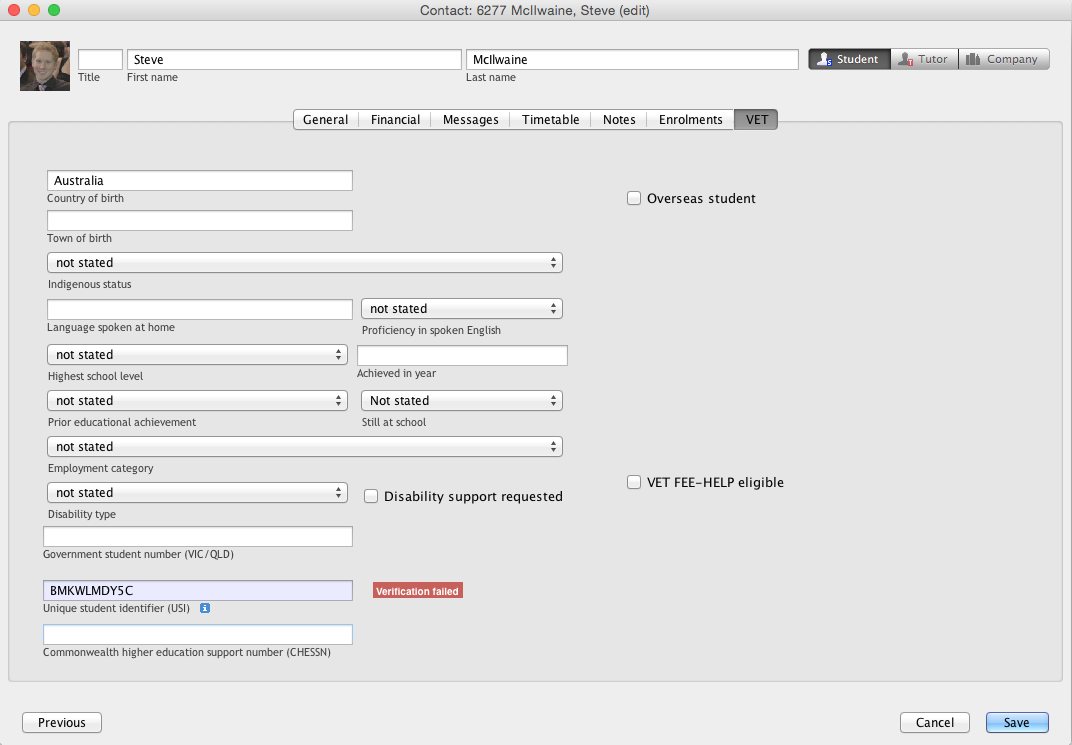 Contact: 6277 McIlwaine, Steve (edit)
Steve McIlwaine Student Tutor Company
Title First name Last name
General Financial Messages Timetable Notes Enrolments VET
Australia
Country of birth
Overseas student
Town of birth
not stated
Indigenous status
not stated
Language spoken at home Proficiency in spoken English
not stated
Highest school level Achieved in year
not stated Not stated
Prior educational achievement Still at school
not stated
Employment category
VET FEE-HELP eligible
not stated Disability support requested
Disability type
Government student number (VIC/QLD)
BMKWLMDY5C Verification failed
Unique student identifier (USI) i
Commonwealth higher education support number (CHESSN)
Previous Cancel Save